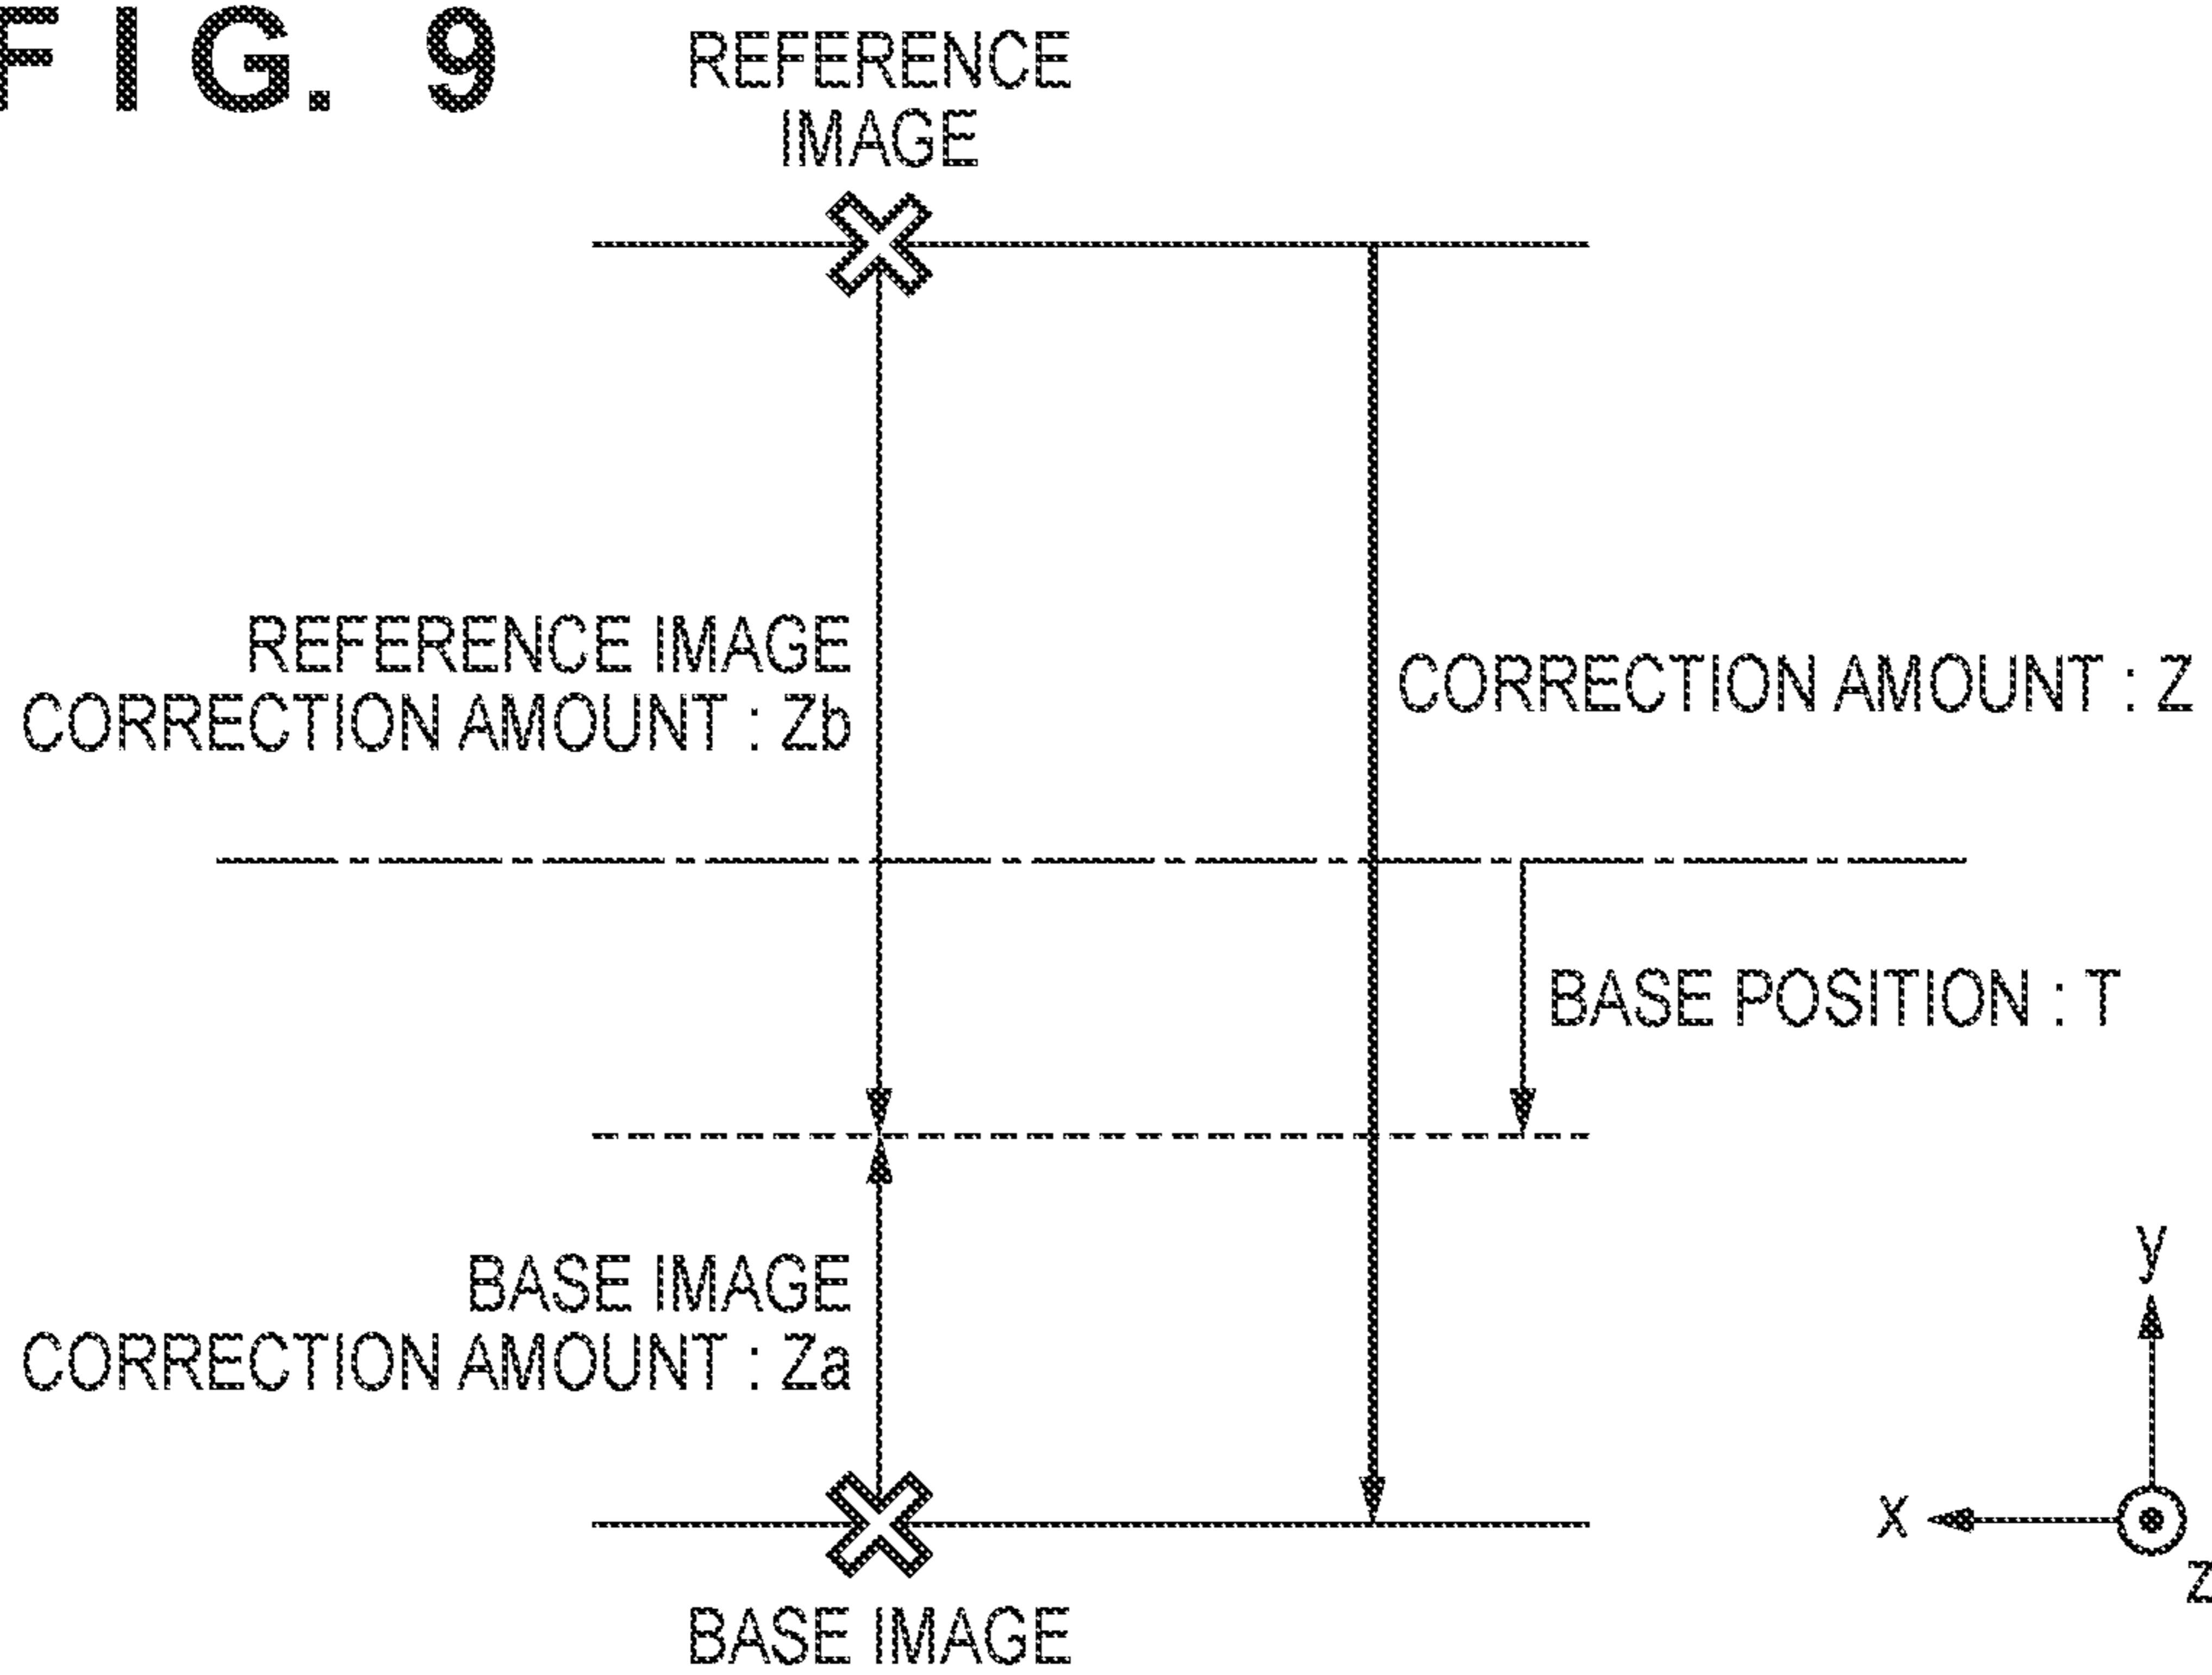 FIG. 9
REFERENCE
IMAGE
REFERENCE IMAGE
CORRECTION AMOUNT : Zb
CORRECTION AMOUNT : Z
BASE POSITION : T
BASE IMAGE
CORRECTION AMOUNT : Za
y
x
z
BASE IMAGE